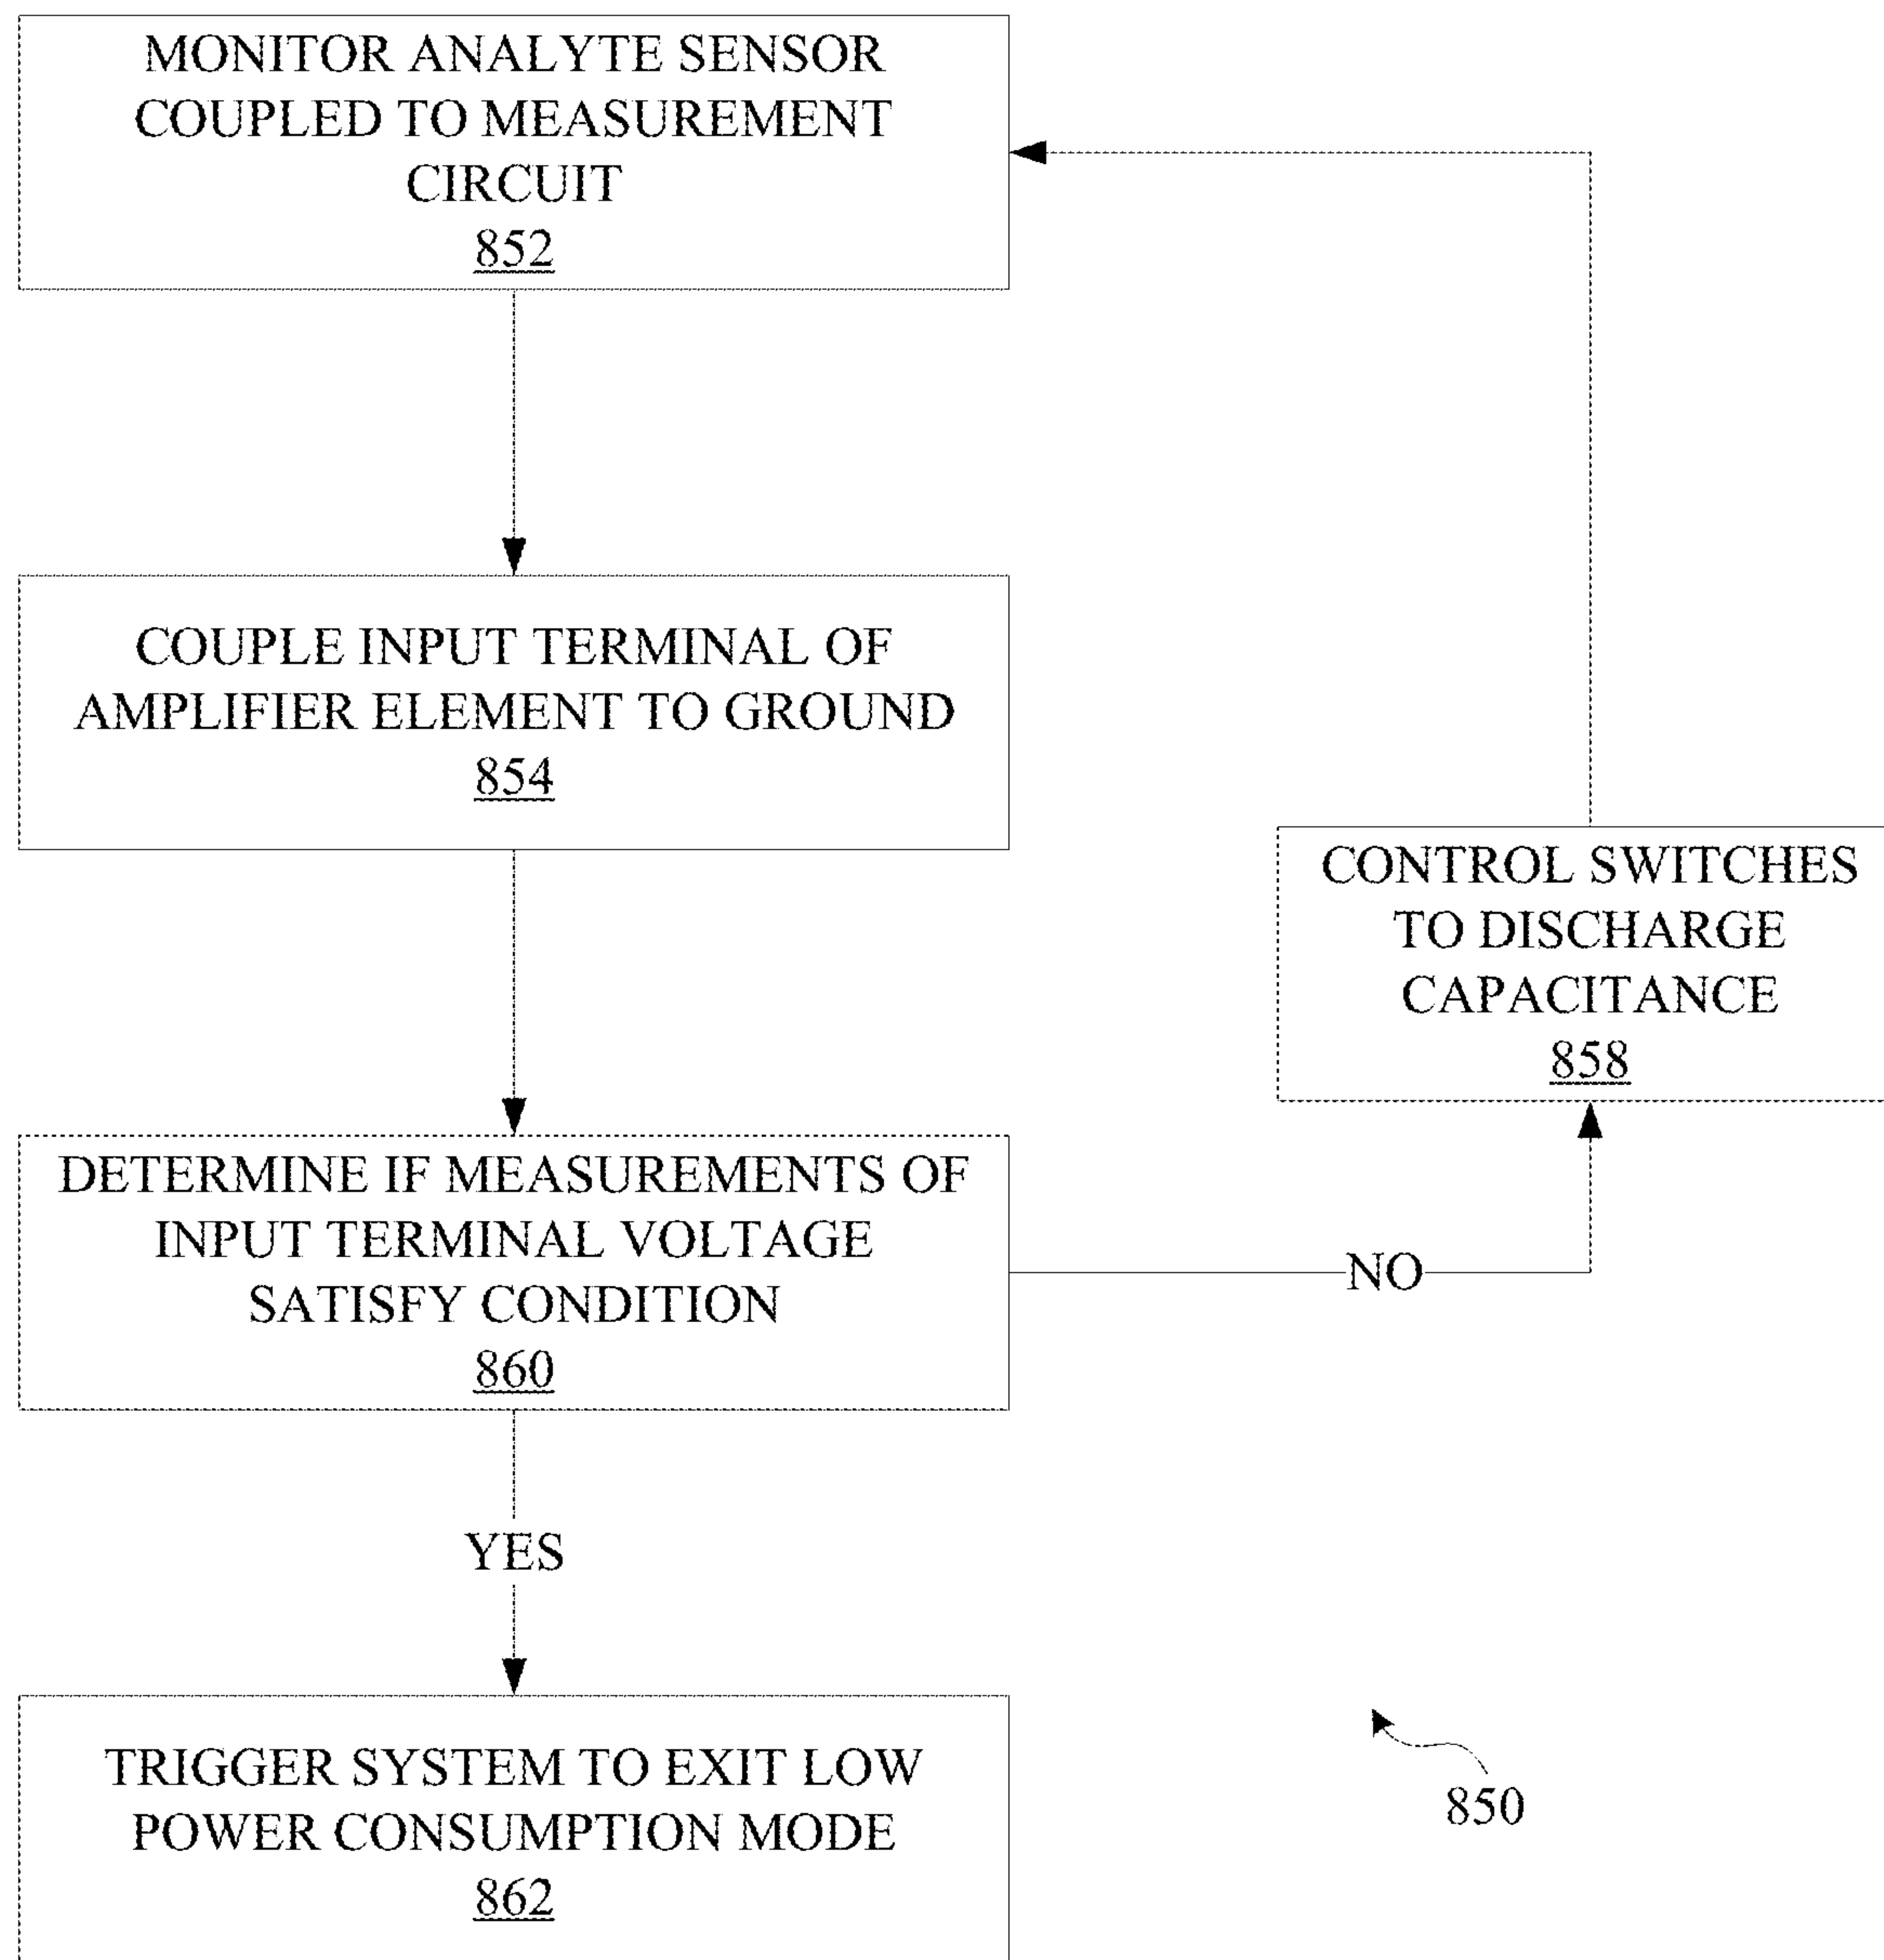 MONITOR ANALYTE SENSOR
COUPLED TO MEASUREMENT
CIRCUIT
852
COUPLE INPUT TERMINAL OF
AMPLIFIER ELEMENT TO GROUND
854
CONTROL SWITCHES
TO DISCHARGE
CAPACITANCE
858
DETERMINE IF MEASUREMENTS OF
INPUT TERMINAL VOLTAGE
SATISFY CONDITION
860
NO
YES
TRIGGER SYSTEM TO EXIT LOW
POWER CONSUMPTION MODE
862
850